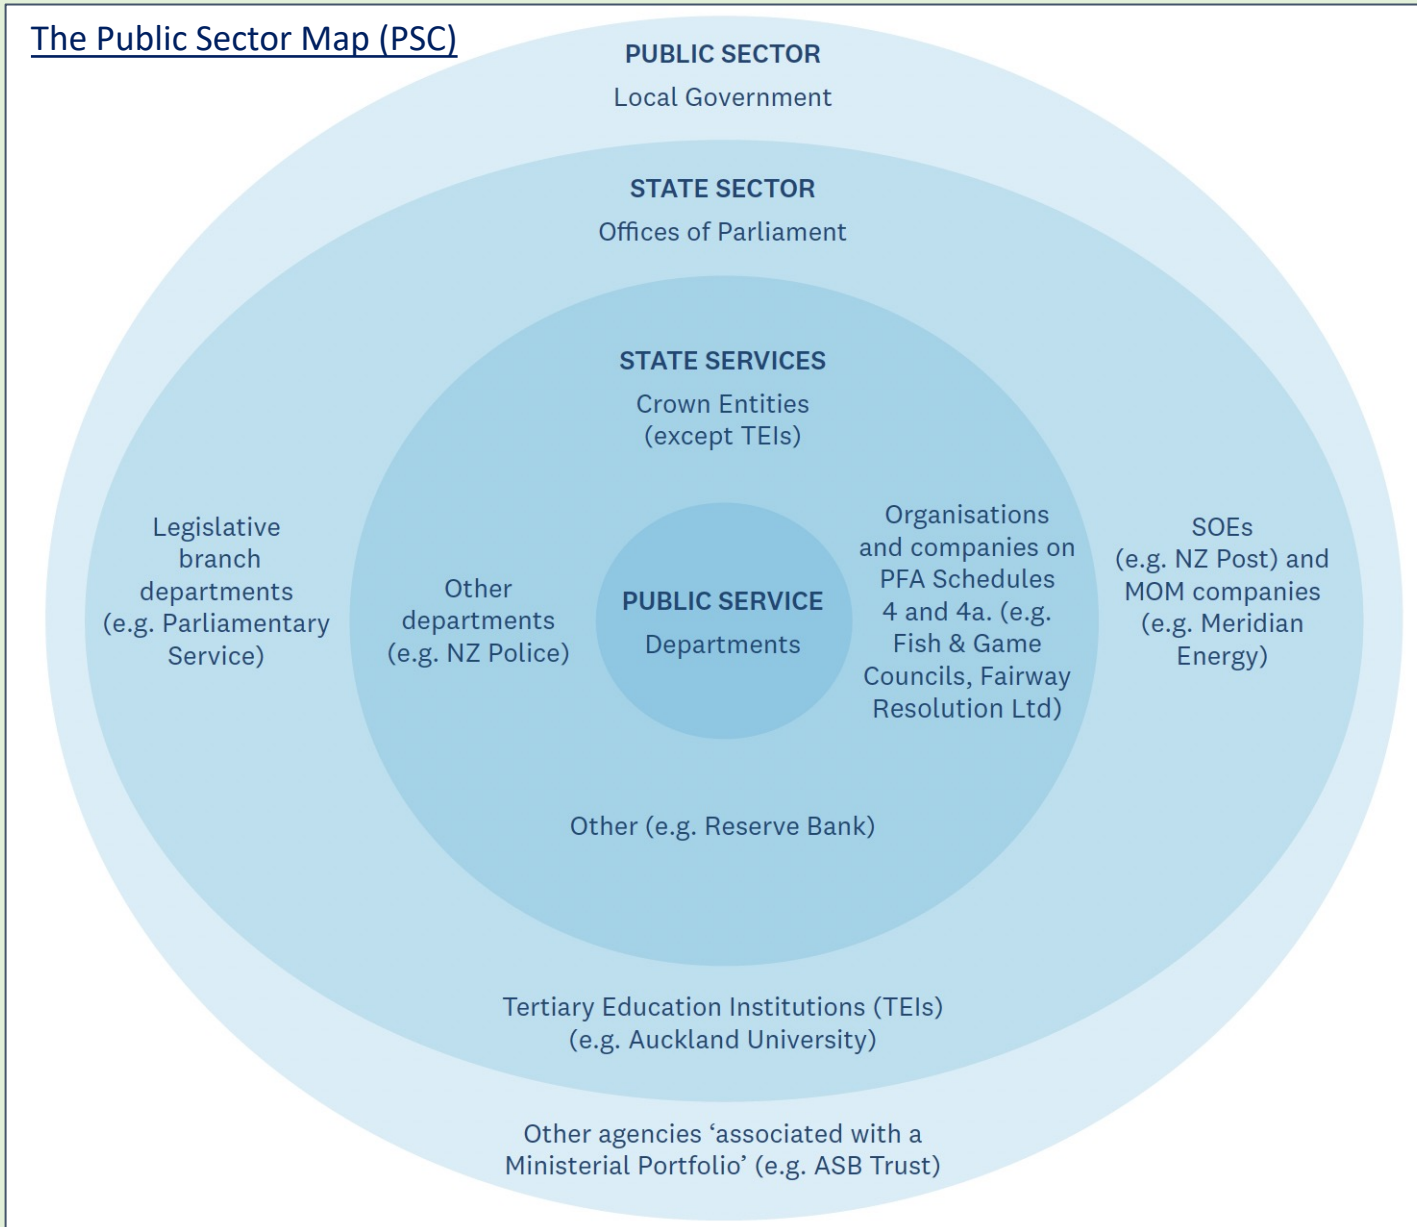 The Public Sector Map (PSC)
PUBLIC SECTOR
Local Government
STATE SECTOR
Offices of Parliament
STATE SERVICES
Crown Entities
(except TEIs)
Legislative
branch
departments
(e.g. Parliamentary
Service)
Other
departments
(e.g. NZ Police)
PUBLIC SERVICE
Departments
Organisations
and companies on
PFA Schedules
4 and 4a. (e.g.
Fish & Game
Councils, Fairway
Resolution Ltd)
SOEs
(e.g. NZ Post) and
MOM companies
(e.g. Meridian
Energy)
Other (e.g. Reserve Bank)
Tertiary Education Institutions (TEIs)
(e.g. Auckland University)
Other agencies ‘associated with a
Ministerial Portfolio’ (e.g. ASB Trust)